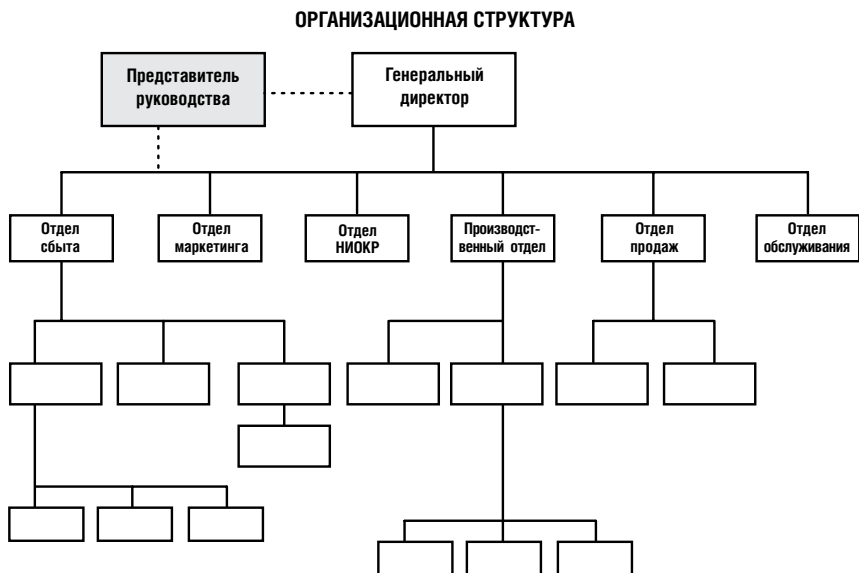 ОРГАНИЗАЦИОННАЯ СТРУКТУРА
Представитель
руководства
Генеральный
директор
Отдел
сбыта
Отдел
маркетинга
Отдел
НИОКР
Производст-
венный отдел
Отдел
продаж
Отдел
обслуживания